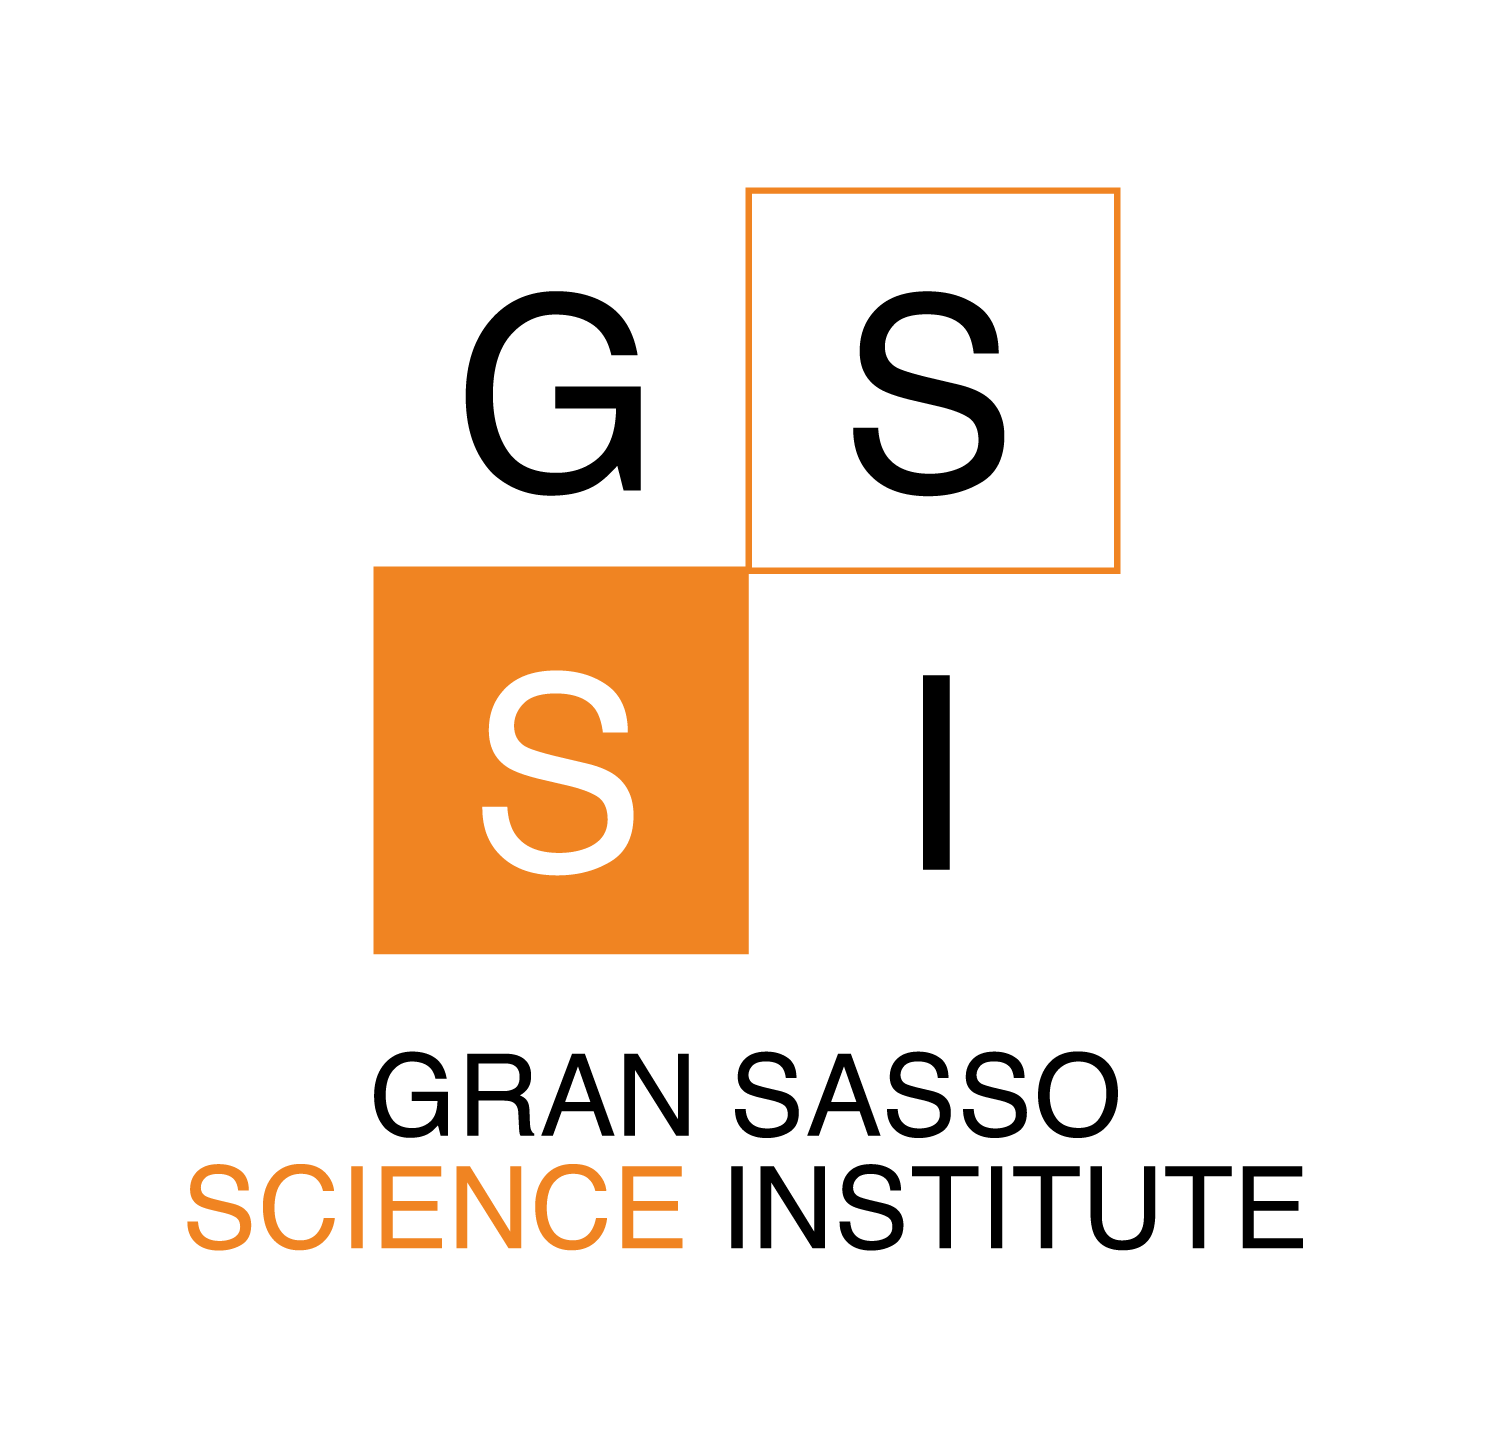 G S
S I
GRAN SASSO
SCIENCE INSTITUTE